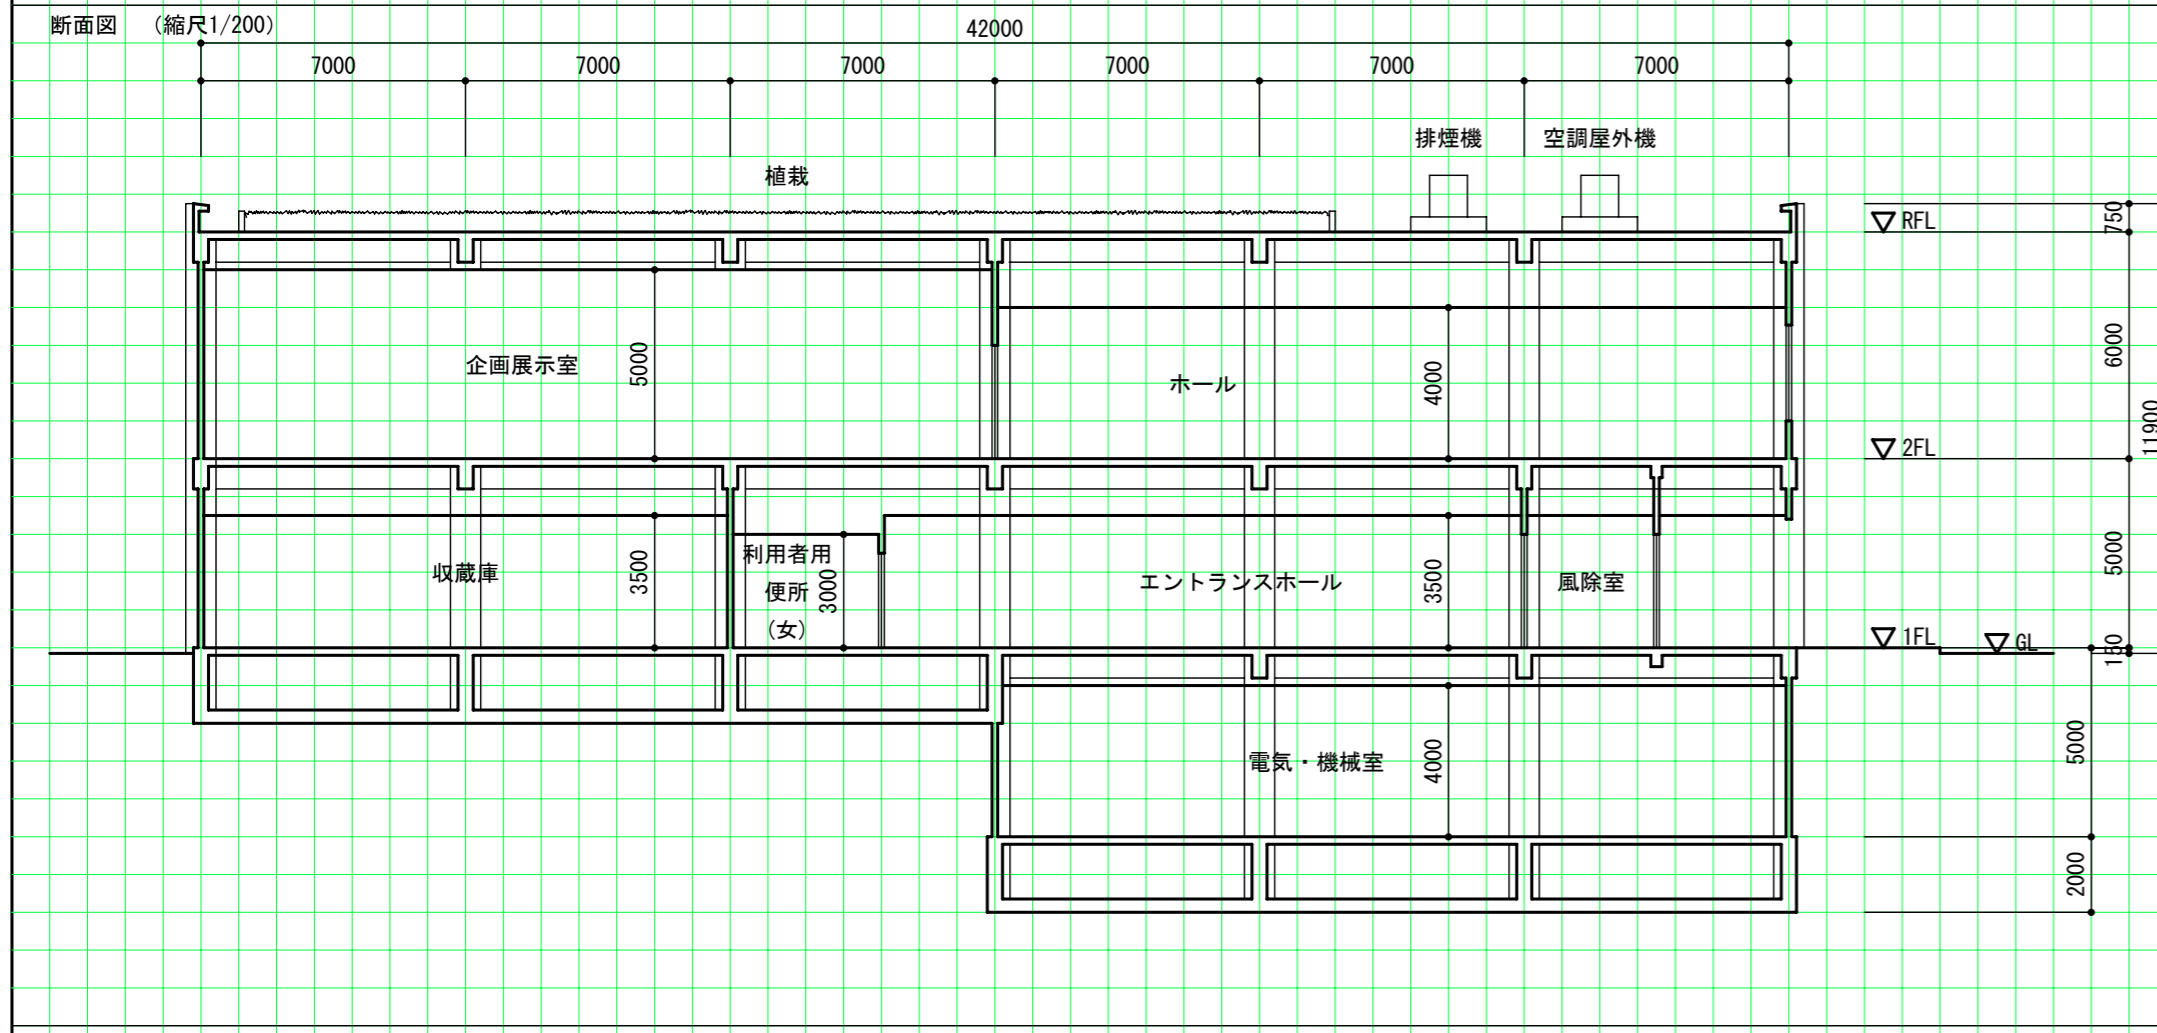 断面図 (縮尺1/200)
42000
7000 7000 7000 7000 7000 7000
排煙機 空調屋外機
植栽
RFL
750
企画展示室
5000
ホール
4000
6000
11900
2FL
収蔵庫
3500
利用者用
便所
(女)
3000
エントランスホール
3500
風除室
5000
1FL
GL
150
電気・機械室
4000
5000
2000